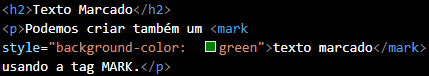 <h2>Texto Marcado</h2>
<p>Podemos criar também um <mark
style="background-color: green">texto marcado</mark>
usando a tag MARK.</p>